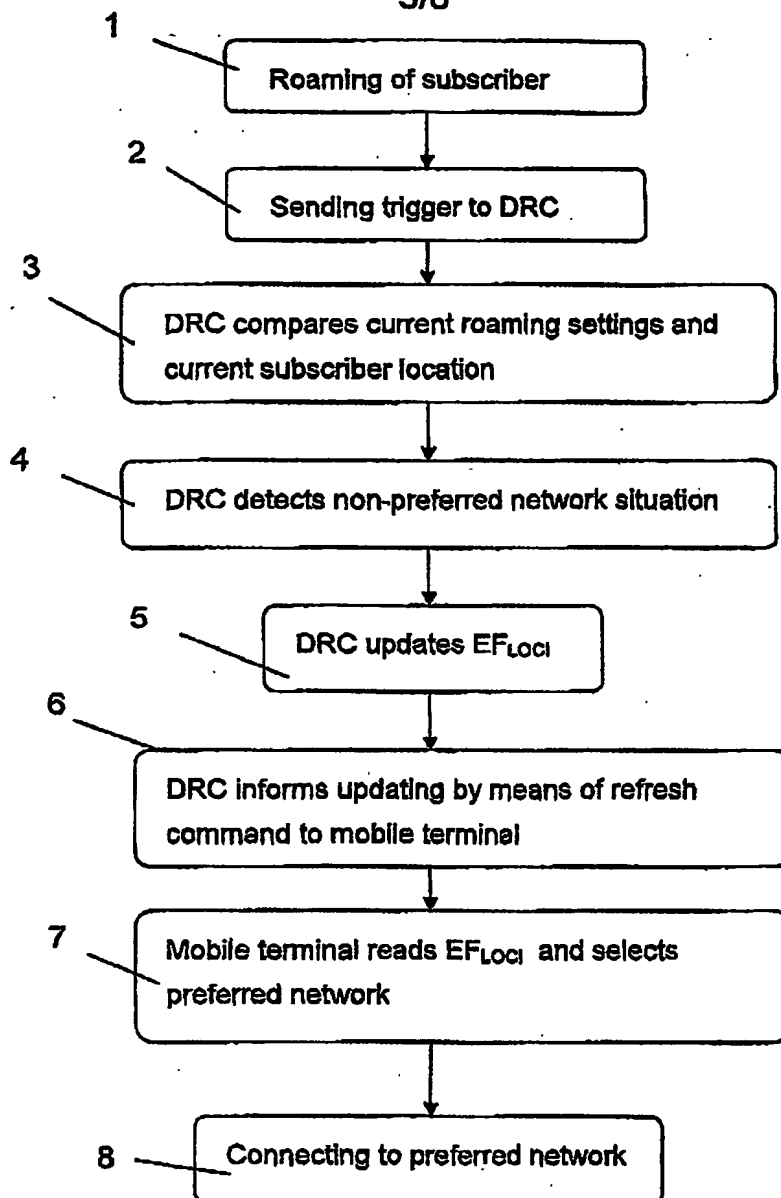 1
Roaming of subscriber
2
Sending trigger to DRC
3
DRC compares current roaming settings and
current subscriber location
4
DRC detects non-preferred network situation
5
DRC updates EFLOCI
6
DRC informs updating by means of refresh
command to mobile terminal
7
Mobile terminal reads EFLOCI and selects
preferred network
8
Connecting to preferred network